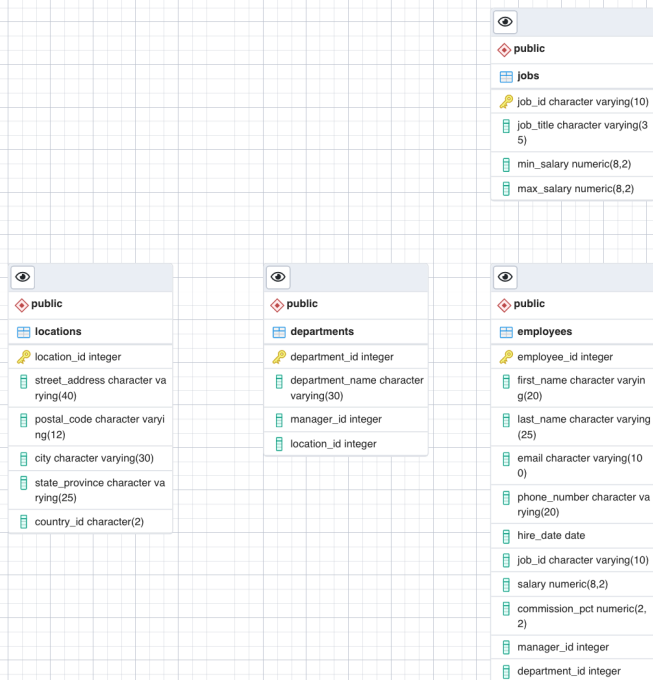 public
jobs
job_id character varying(10)
job_title character varying(3
5)
min_salary numeric(8,2)
max_salary numeric(8,2)
public
locations
location_id integer
street_address character va
rying(40)
postal_code character varyi
ng(12)
city character varying(30)
state_province character va
rying(25)
country_id character(2)
public
departments
department_id integer
department_name character
varying(30)
manager_id integer
location_id integer
public
employees
employee_id integer
first_name character varyin
g(20)
last_name character varying
(25)
email character varying(10
0)
phone_number character va
rying(20)
hire_date date
job_id character varying(10)
salary numeric(8,2)
commission_pct numeric(2,
2)
manager_id integer
department_id integer